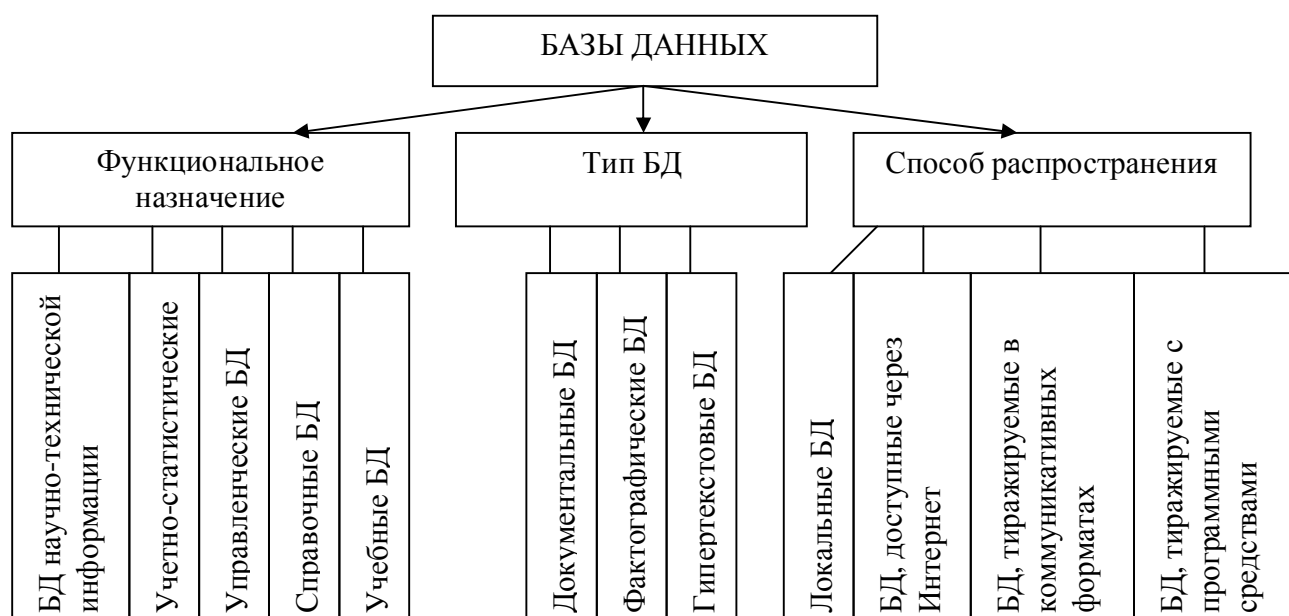 БАЗЫ ДАННЫХ
Функциональное
назначение
Тип БД
Способ распространения
БД научно-технической
информации
Учетно-статистические
Управленческие БД
Справочные БД
Учебные БД
Документальные БД
Фактографические БД
Гипертекстовые БД
Локальные БД
БД, доступные через
Интернет
БД, тиражируемые в
коммуникативных
форматах
БД, тиражируемые с
программными
средствами